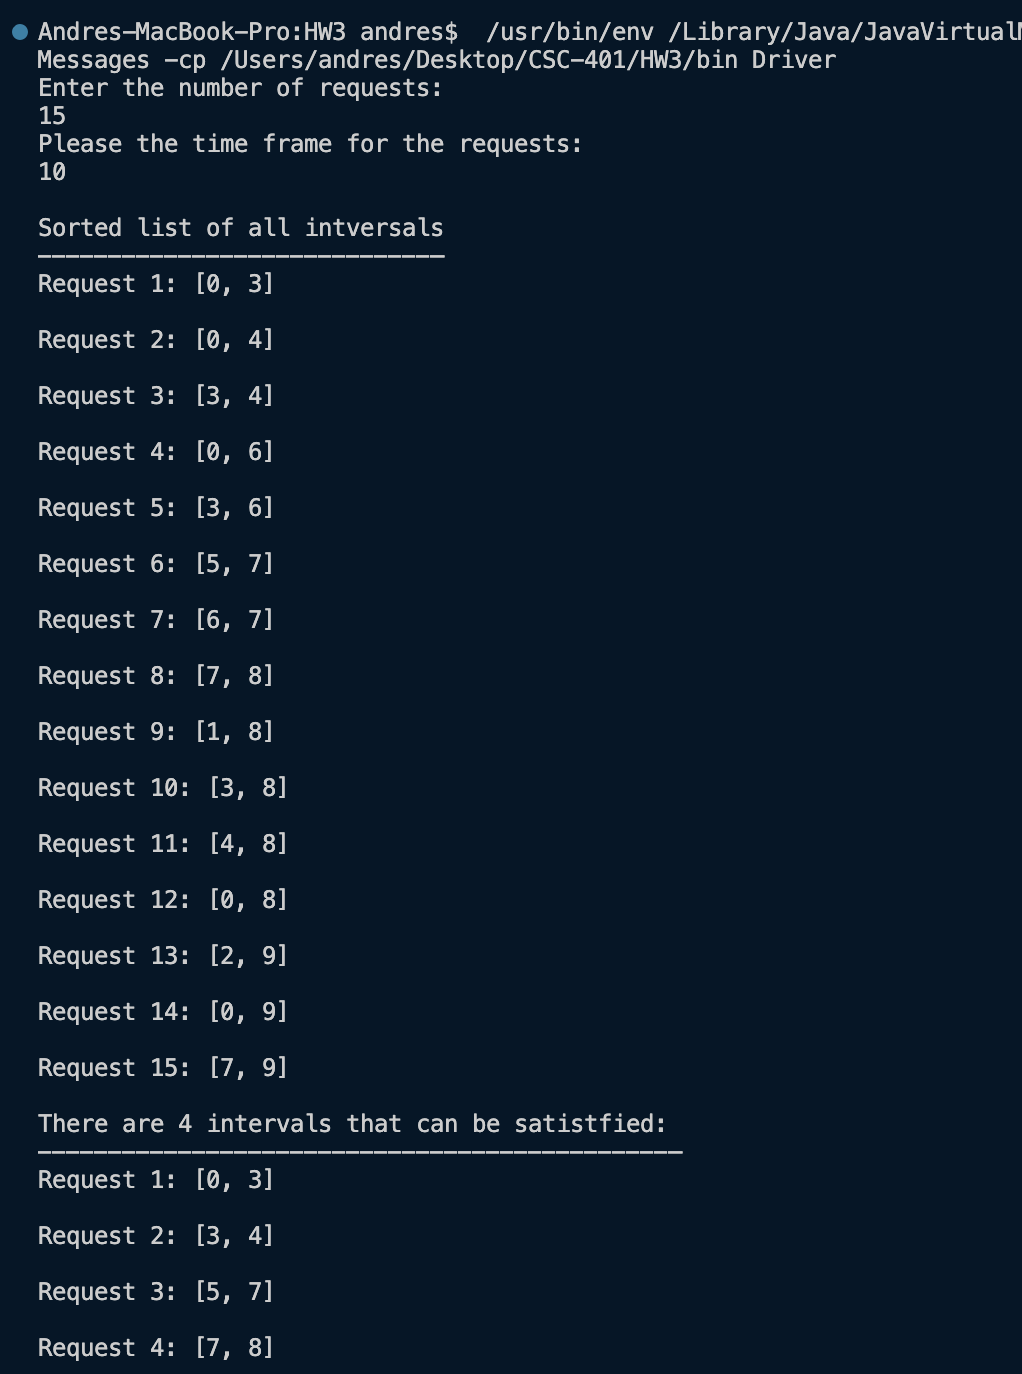 Andres-MacBook-Pro:HW3 andres$  /usr/bin/env /Library/Java/JavaVirtualM
Messages -cp /Users/andres/Desktop/CSC-401/HW3/bin Driver
Enter the number of requests:
15
Please the time frame for the requests:
10
Sorted list of all intversals
-----------------------------
Request 1: [0, 3]
Request 2: [0, 4]
Request 3: [3, 4]
Request 4: [0, 6]
Request 5: [3, 6]
Request 6: [5, 7]
Request 7: [6, 7]
Request 8: [7, 8]
Request 9: [1, 8]
Request 10: [3, 8]
Request 11: [4, 8]
Request 12: [0, 8]
Request 13: [2, 9]
Request 14: [0, 9]
Request 15: [7, 9]
There are 4 intervals that can be satistfied:
----------------------------------------------
Request 1: [0, 3]
Request 2: [3, 4]
Request 3: [5, 7]
Request 4: [7, 8]